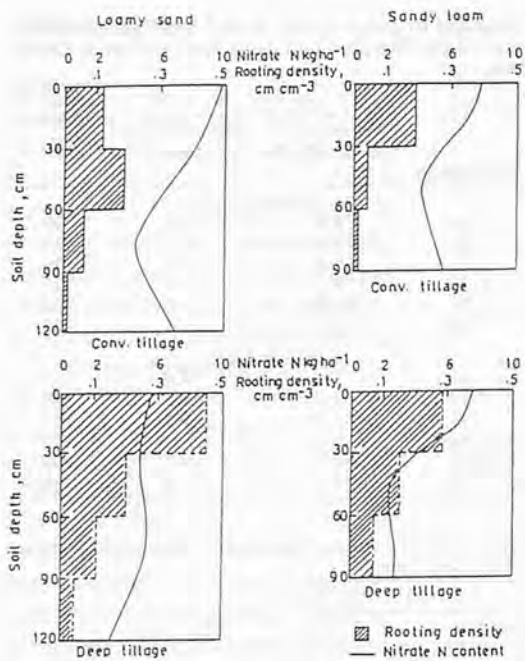 Loamy sand
Sandy loam
0 6 10 Nitrate N kg ha-1 0 6 10
.1 .3 .5 Rooting density, .1 .3 .5
cm cm-3
0
30
60
90
120
Soil depth, cm
Conv. tillage
0
30
60
90
Conv. tillage
0 6 10 Nitrate N kg ha-1 0 6 10
.1 .3 .5 Rooting density, .1 .3 .5
cm cm-3
0
30
60
90
120
Soil depth, cm
Deep tillage
0
30
60
90
Deep tillage
Rooting density
Nitrate N content